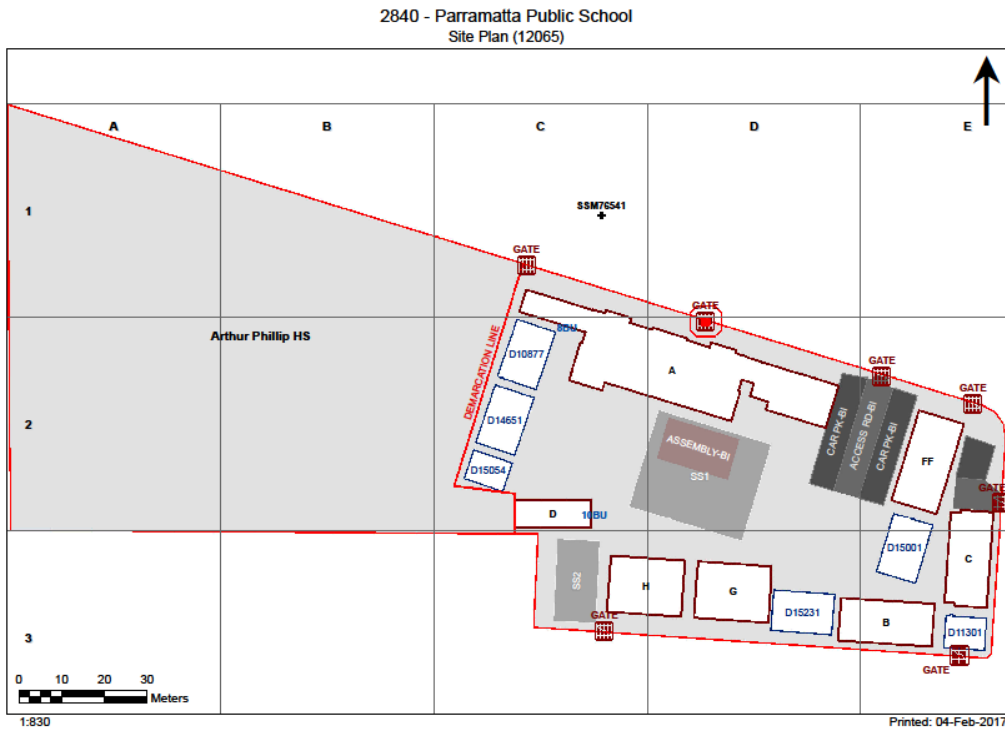 2840 - Parramatta Public School
Site Plan (12065)
A
B
C
D
E
1
SSM76541
GATE
GATE
Arthur Phillip HS
8BU
DEMARCATION LINE
D10877
A
GATE
GATE
2
D14651
ASSEMBLY-BI
SS1
CAR PK-BI
ACCESS RD-BI
CAR PK-BI
FF
D15054
GATE
D
10BU
D15001
C
SS2
H
G
D15231
B
D11301
GATE
3
GATE
0 10 20 30
Meters
1:830
Printed: 04-Feb-2017